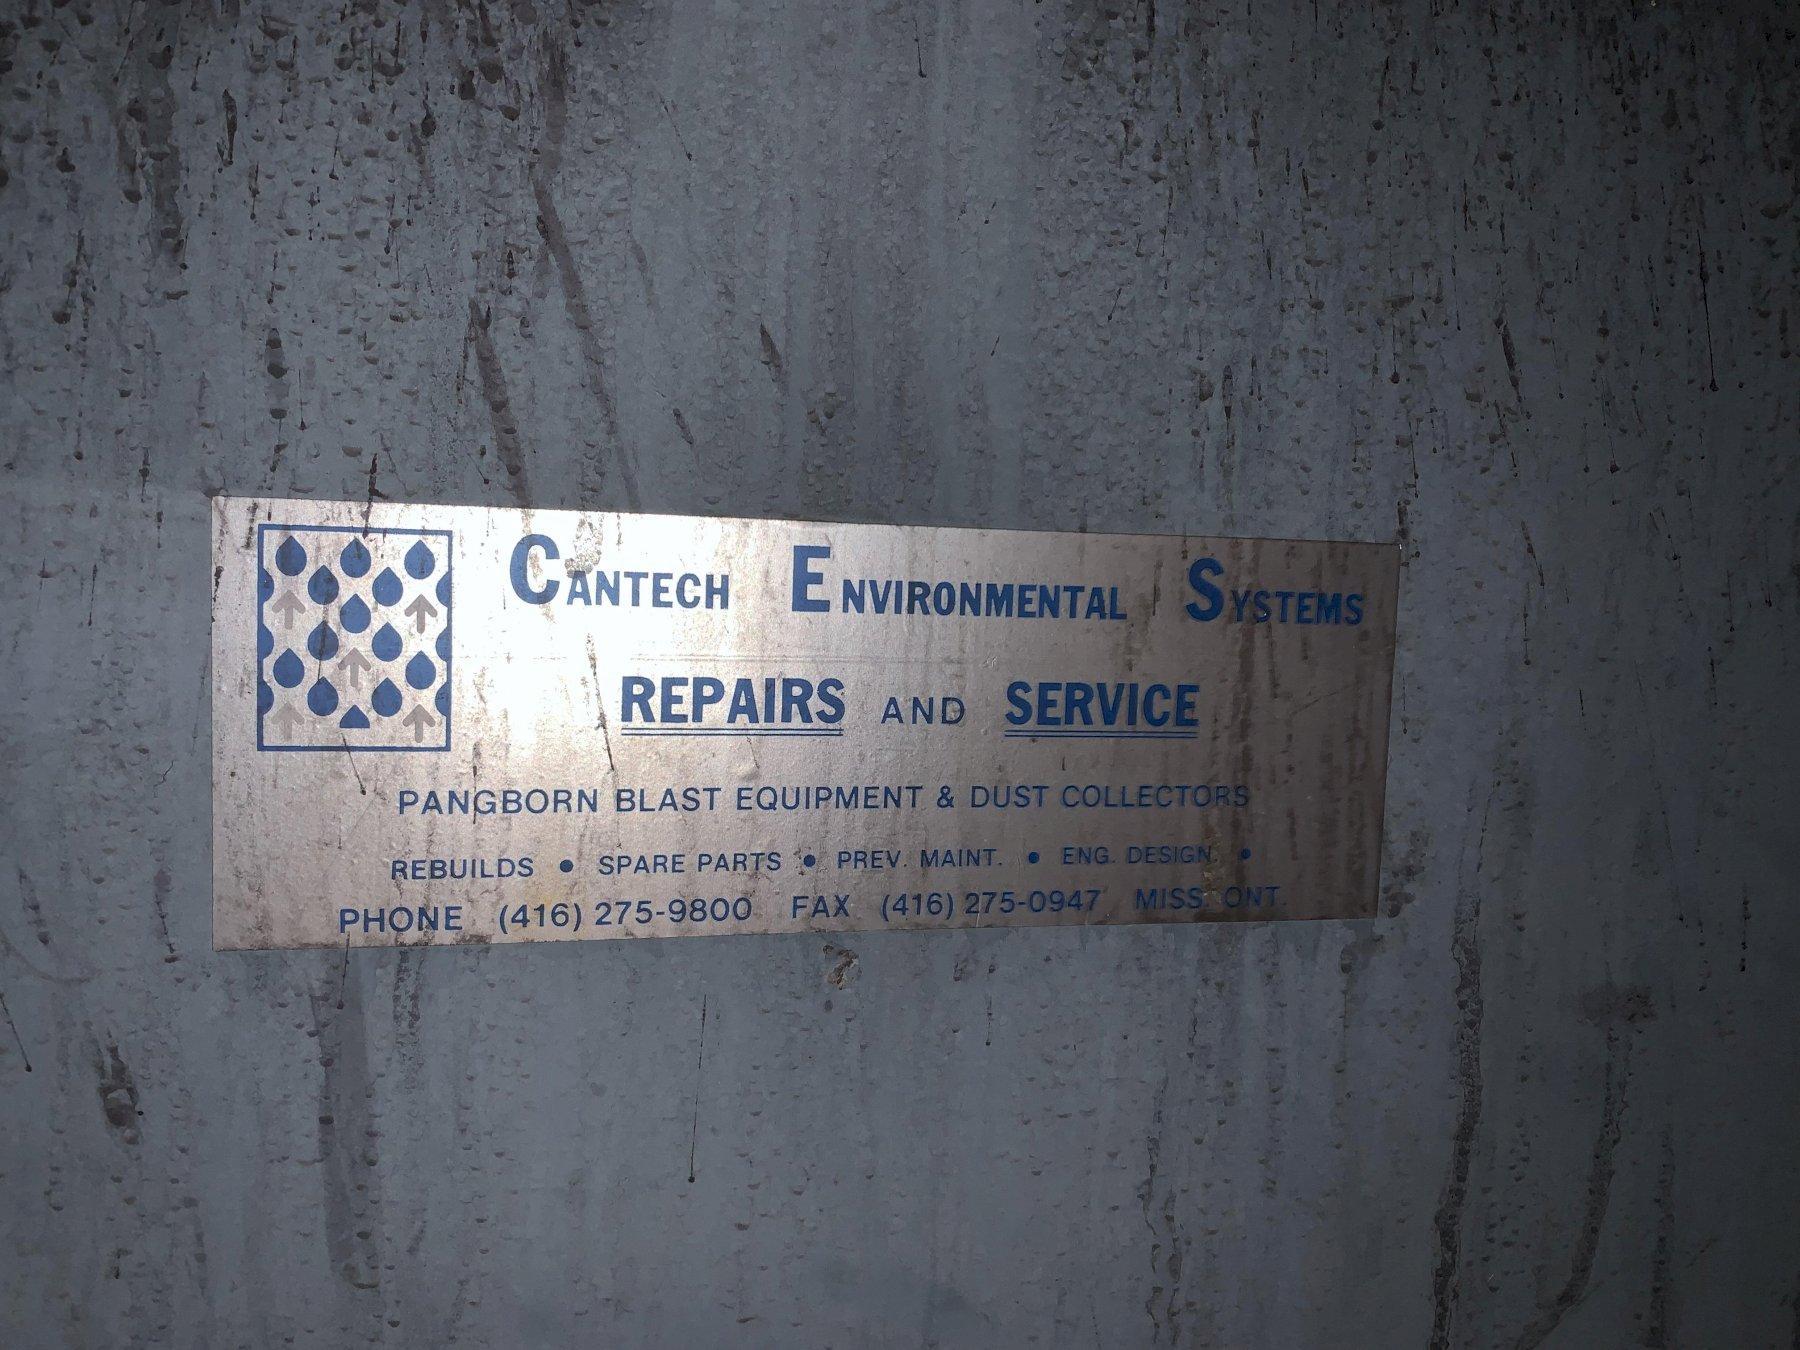 CANTECH ENVIRONMENTAL SYSTEMS
REPAIRS AND SERVICE
PANGBORN BLAST EQUIPMENT & DUST COLLECTORS
REBUILDS • SPARE PARTS • PREV. MAINT. • ENG. DESIGN. •
PHONE (416) 275-9800 FAX (416) 275-0947 MISS. ONT.